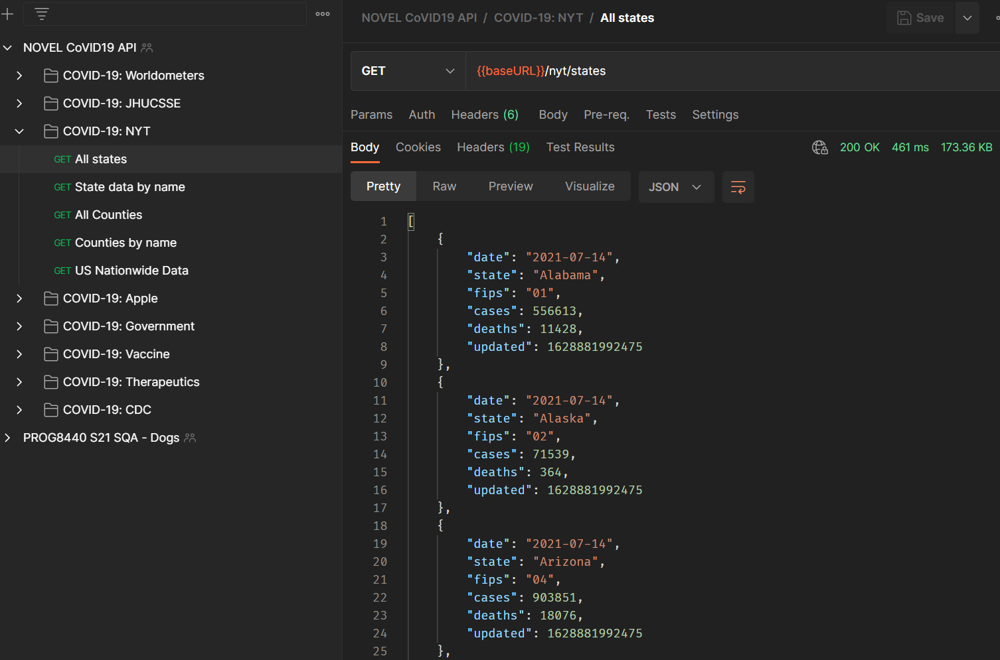 NOVEL CoVID19 API
COVID-19: Worldometers
COVID-19: JHUCSSE
COVID-19: NYT
GET All states
GET State data by name
GET All Counties
GET Counties by name
GET US Nationwide Data
COVID-19: Apple
COVID-19: Government
COVID-19: Vaccine
COVID-19: Therapeutics
COVID-19: CDC
PROG8440 S21 SQA - Dogs
NOVEL CoVID19 API / COVID-19: NYT / All states
Save
GET {{baseURL}}/nyt/states
Params Auth Headers (6) Body Pre-req. Tests Settings
Body Cookies Headers (19) Test Results 200 OK 461 ms 173.36 KB
Pretty Raw Preview Visualize JSON
1 [
2 {
3 "date": "2021-07-14",
4 "state": "Alabama",
5 "fips": "01",
6 "cases": 556613,
7 "deaths": 11428,
8 "updated": 1628881992475
9 },
10 {
11 "date": "2021-07-14",
12 "state": "Alaska",
13 "fips": "02",
14 "cases": 71539,
15 "deaths": 364,
16 "updated": 1628881992475
17 },
18 {
19 "date": "2021-07-14",
20 "state": "Arizona",
21 "fips": "04",
22 "cases": 903851,
23 "deaths": 18076,
24 "updated": 1628881992475
25 },